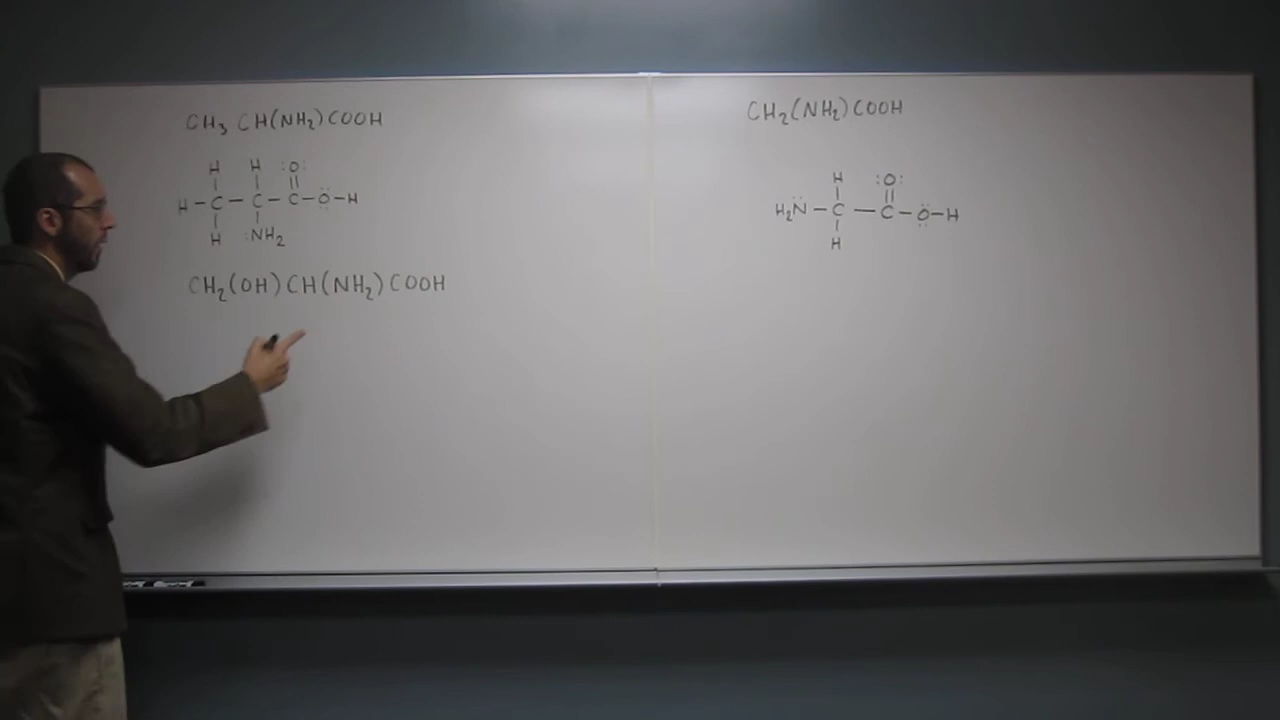 CH₃ CH(NH₂)COOH
H H :O:
| | ||
H – C – C – C – Ö – H
| |
H :NH₂
CH₂(OH)CH(NH₂)COOH
CH₂(NH₂)COOH
H :O:
| ||
H₂N̈ – C – C – Ö – H
|
H